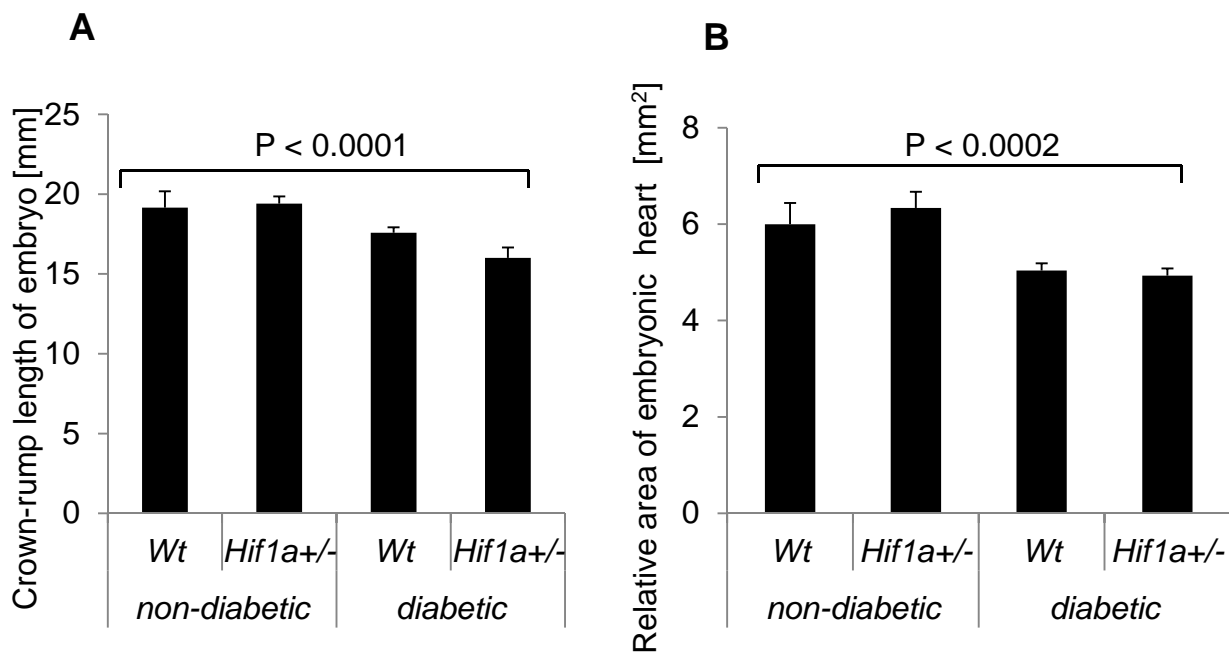 A
Crown-rump length of embryo [mm]
25
20
15
10
5
0
P < 0.0001
Wt Hif1a+/- Wt Hif1a+/-
non-diabetic diabetic
B
Relative area of embryonic heart [mm²]
8
6
4
2
0
P < 0.0002
Wt Hif1a+/- Wt Hif1a+/-
non-diabetic diabetic